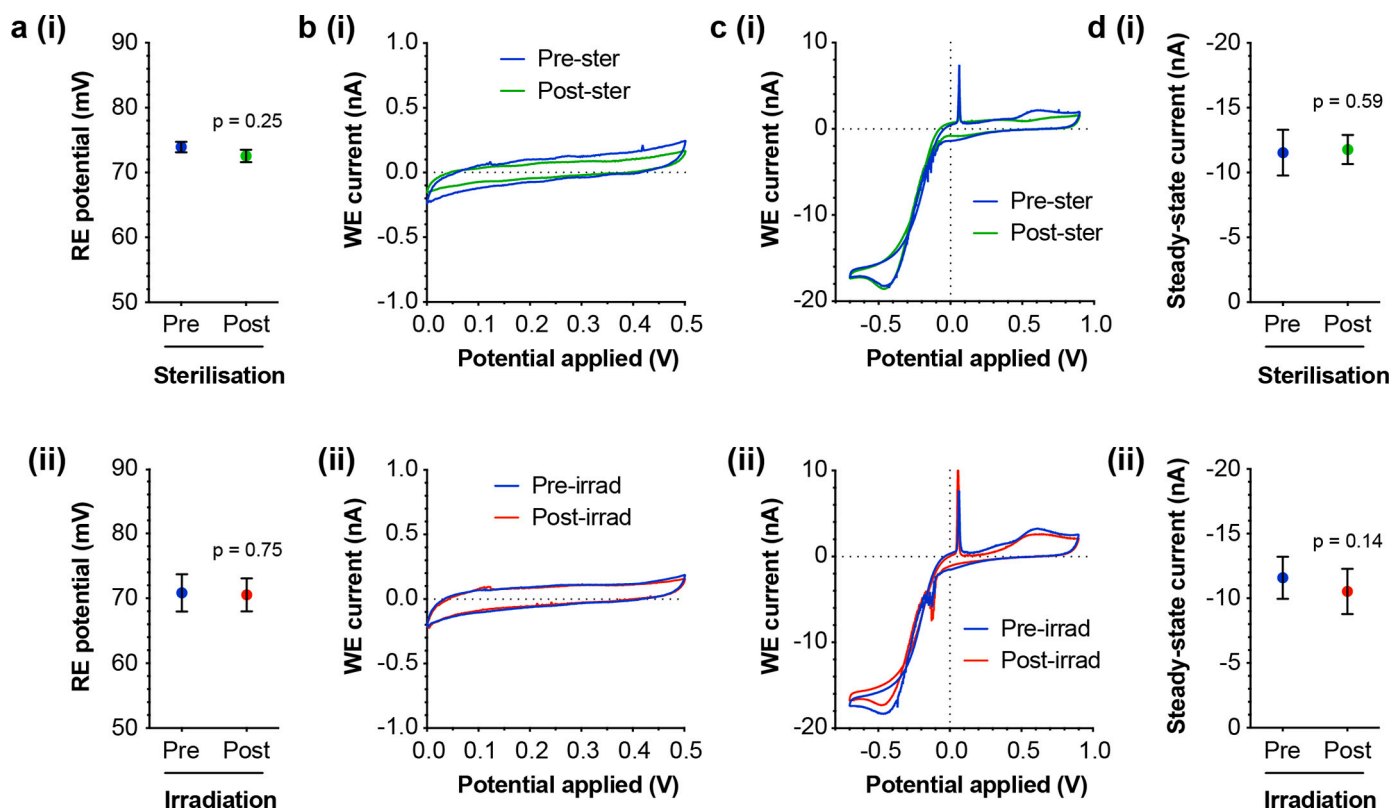 a (i)
RE potential (mV)
90
80
70
60
50
p = 0.25
Pre Post
Sterilisation
b (i)
WE current (nA)
1.0
0.5
0.0
-0.5
-1.0
Pre-ster
Post-ster
0.0 0.1 0.2 0.3 0.4 0.5
Potential applied (V)
c (i)
WE current (nA)
10
0
-10
-20
Pre-ster
Post-ster
-0.5 0.0 0.5 1.0
Potential applied (V)
d (i)
Steady-state current (nA)
-20
-15
-10
-5
0
p = 0.59
Pre Post
Sterilisation
(ii)
RE potential (mV)
90
80
70
60
50
p = 0.75
Pre Post
Irradiation
(ii)
WE current (nA)
1.0
0.5
0.0
-0.5
-1.0
Pre-irrad
Post-irrad
0.0 0.1 0.2 0.3 0.4 0.5
Potential applied (V)
(ii)
WE current (nA)
10
0
-10
-20
Pre-irrad
Post-irrad
-0.5 0.0 0.5 1.0
Potential applied (V)
(ii)
Steady-state current (nA)
-20
-15
-10
-5
0
p = 0.14
Pre Post
Irradiation